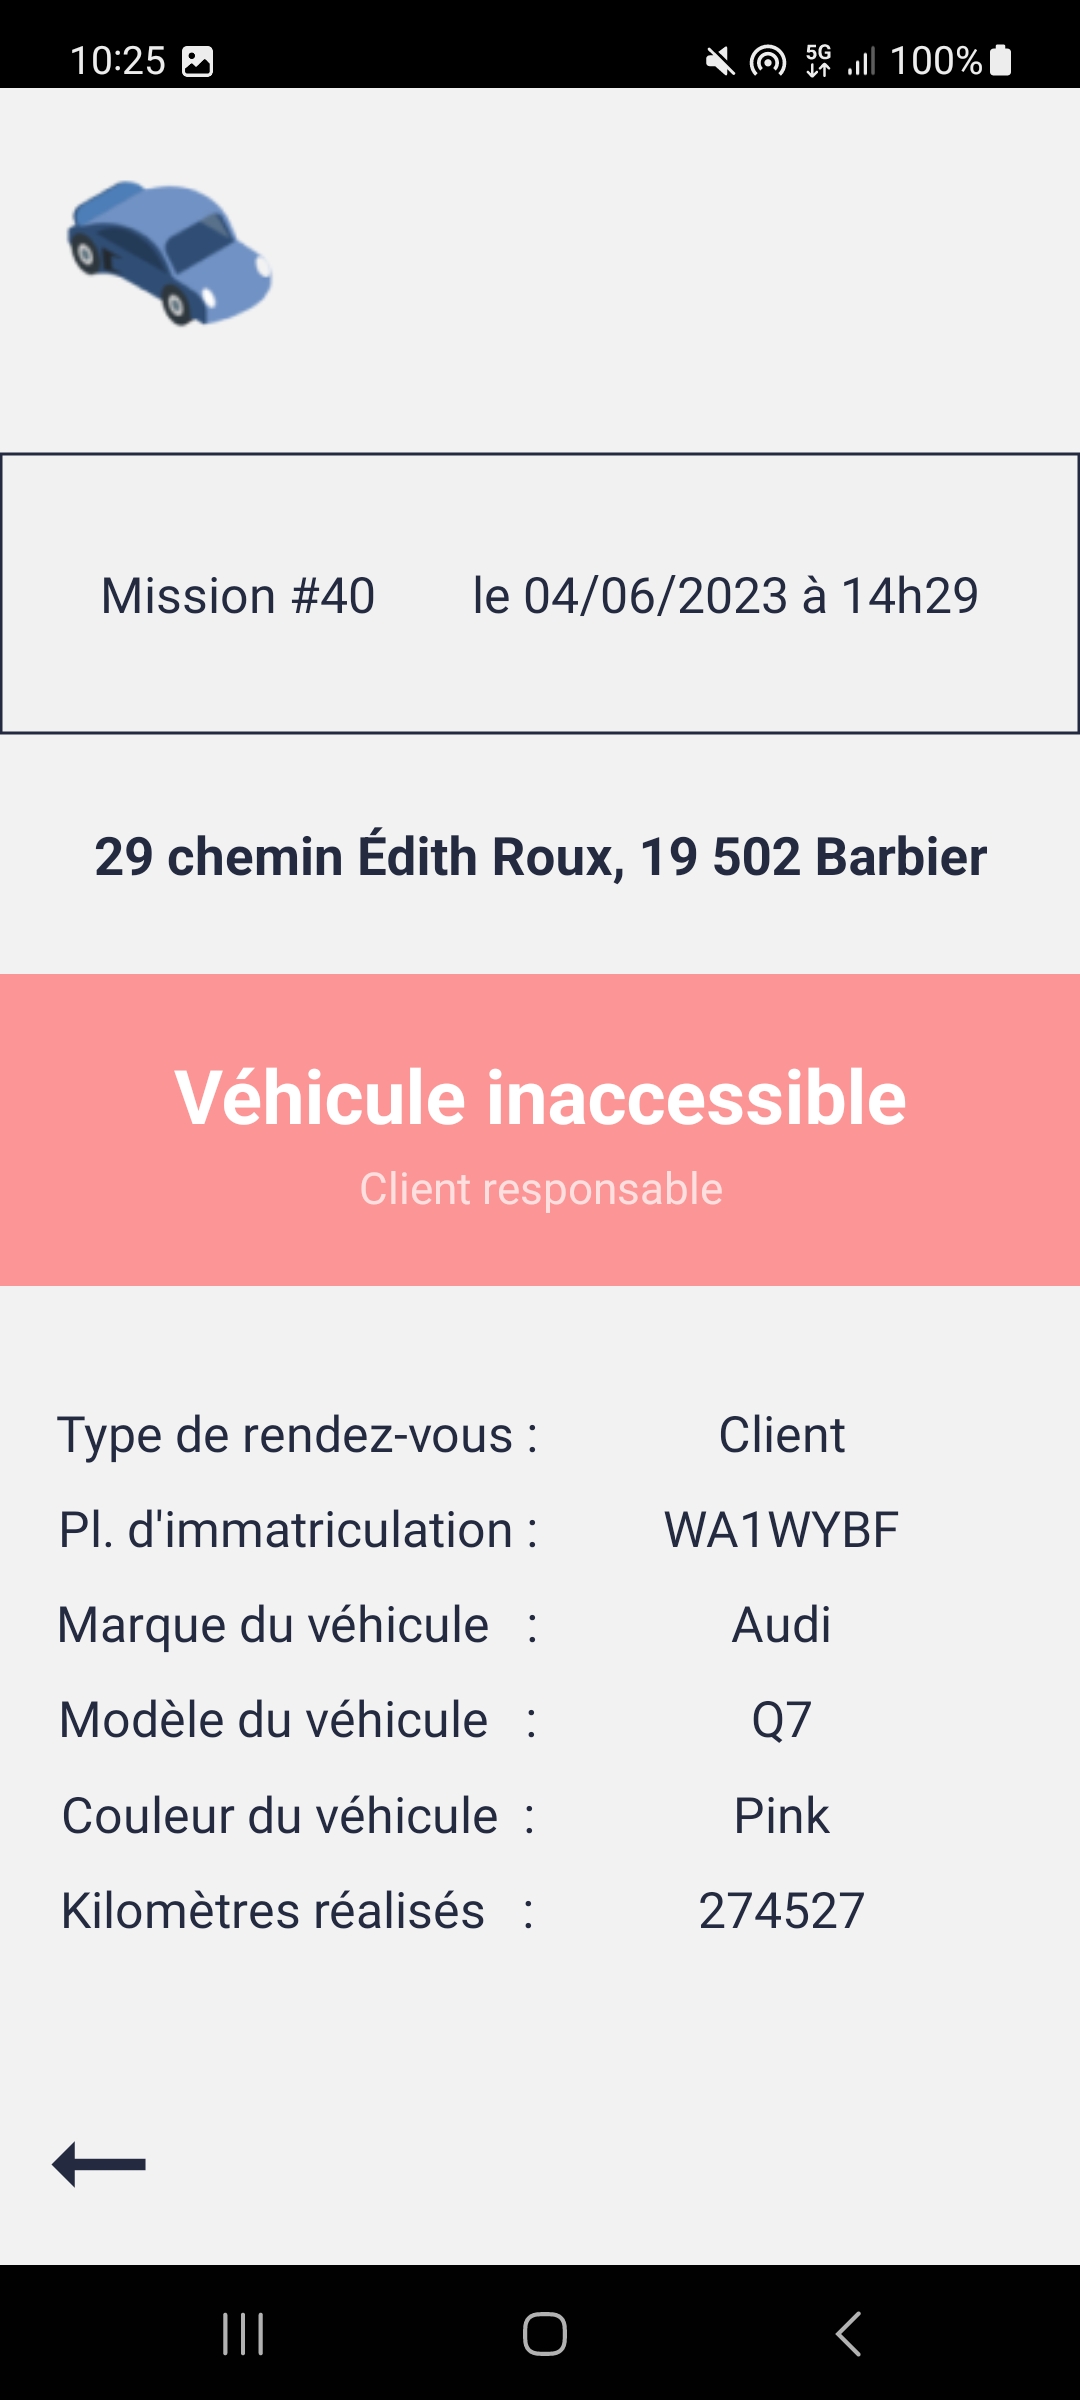 10:25 5G 100%
Mission #40 le 04/06/2023 à 14h29
29 chemin Édith Roux, 19 502 Barbier
Véhicule inaccessible
Client responsable
Type de rendez-vous : Client
Pl. d'immatriculation : WA1WYBF
Marque du véhicule : Audi
Modèle du véhicule : Q7
Couleur du véhicule : Pink
Kilomètres réalisés : 274527